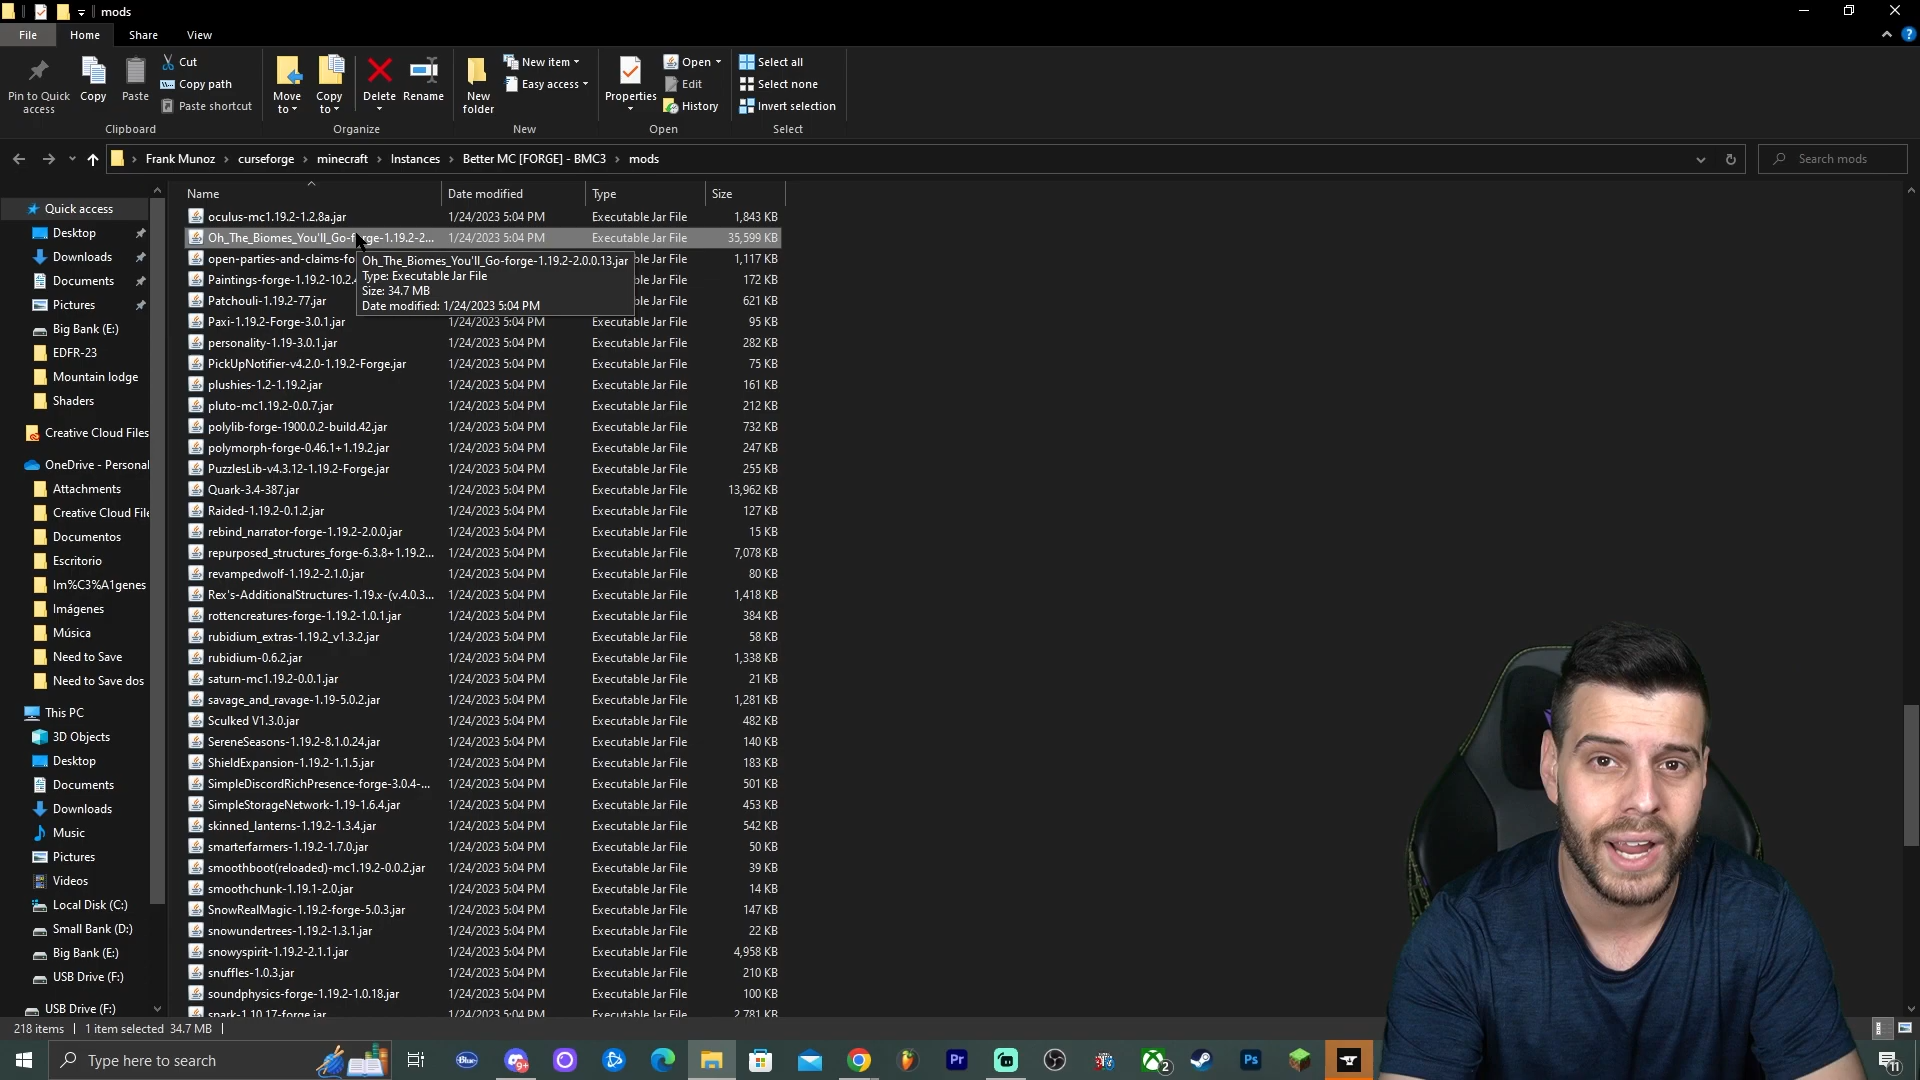 mods
File Home Share View
Pin to Quick access
Copy
Paste
Cut
Copy path
Paste shortcut
Clipboard
Move to
Copy to
Delete
Rename
Organize
New folder
New item
Easy access
New
Properties
Open
Edit
History
Open
Select all
Select none
Invert selection
Select
Frank Munoz › curseforge › minecraft › Instances › Better MC [FORGE] - BMC3 › mods
Search mods
Quick access
Desktop
Downloads
Documents
Pictures
Big Bank (E:)
EDFR-23
Mountain lodge
Shaders
Creative Cloud Files
OneDrive - Personal
Attachments
Creative Cloud File
Documentos
Escritorio
Im%C3%A1genes
Imágenes
Música
Need to Save
Need to Save dos
This PC
3D Objects
Desktop
Documents
Downloads
Music
Pictures
Videos
Local Disk (C:)
Small Bank (D:)
Big Bank (E:)
USB Drive (F:)
USB Drive (F:)
Name Date modified Type Size
oculus-mc1.19.2-1.2.8a.jar 1/24/2023 5:04 PM Executable Jar File 1,843 KB
Oh_The_Biomes_You'll_Go-forge-1.19.2-2... 1/24/2023 5:04 PM Executable Jar File 35,599 KB
open-parties-and-claims-fo le Jar File 1,117 KB
Paintings-forge-1.19.2-10.2. le Jar File 172 KB
Patchouli-1.19.2-77.jar le Jar File 621 KB
Oh_The_Biomes_You'll_Go-forge-1.19.2-2.0.0.13.jar
Type: Executable Jar File
Size: 34.7 MB
Date modified: 1/24/2023 5:04 PM
Paxi-1.19.2-Forge-3.0.1.jar 1/24/2023 5:04 PM Executable Jar File 95 KB
personality-1.19-3.0.1.jar 1/24/2023 5:04 PM Executable Jar File 282 KB
PickUpNotifier-v4.2.0-1.19.2-Forge.jar 1/24/2023 5:04 PM Executable Jar File 75 KB
plushies-1.2-1.19.2.jar 1/24/2023 5:04 PM Executable Jar File 161 KB
pluto-mc1.19.2-0.0.7.jar 1/24/2023 5:04 PM Executable Jar File 212 KB
polylib-forge-1900.0.2-build.42.jar 1/24/2023 5:04 PM Executable Jar File 732 KB
polymorph-forge-0.46.1+1.19.2.jar 1/24/2023 5:04 PM Executable Jar File 247 KB
PuzzlesLib-v4.3.12-1.19.2-Forge.jar 1/24/2023 5:04 PM Executable Jar File 255 KB
Quark-3.4-387.jar 1/24/2023 5:04 PM Executable Jar File 13,962 KB
Raided-1.19.2-0.1.2.jar 1/24/2023 5:04 PM Executable Jar File 127 KB
rebind_narrator-forge-1.19.2-2.0.0.jar 1/24/2023 5:04 PM Executable Jar File 15 KB
repurposed_structures_forge-6.3.8+1.19.2... 1/24/2023 5:04 PM Executable Jar File 7,078 KB
revampedwolf-1.19.2-2.1.0.jar 1/24/2023 5:04 PM Executable Jar File 80 KB
Rex's-AdditionalStructures-1.19.x-(v.4.0.3... 1/24/2023 5:04 PM Executable Jar File 1,418 KB
rottencreatures-forge-1.19.2-1.0.1.jar 1/24/2023 5:04 PM Executable Jar File 384 KB
rubidium_extras-1.19.2_v1.3.2.jar 1/24/2023 5:04 PM Executable Jar File 58 KB
rubidium-0.6.2.jar 1/24/2023 5:04 PM Executable Jar File 1,338 KB
saturn-mc1.19.2-0.0.1.jar 1/24/2023 5:04 PM Executable Jar File 21 KB
savage_and_ravage-1.19-5.0.2.jar 1/24/2023 5:04 PM Executable Jar File 1,281 KB
Sculked V1.3.0.jar 1/24/2023 5:04 PM Executable Jar File 482 KB
SereneSeasons-1.19.2-8.1.0.24.jar 1/24/2023 5:04 PM Executable Jar File 140 KB
ShieldExpansion-1.19.2-1.1.5.jar 1/24/2023 5:04 PM Executable Jar File 183 KB
SimpleDiscordRichPresence-forge-3.0.4-... 1/24/2023 5:04 PM Executable Jar File 501 KB
SimpleStorageNetwork-1.19-1.6.4.jar 1/24/2023 5:04 PM Executable Jar File 453 KB
skinned_lanterns-1.19.2-1.3.4.jar 1/24/2023 5:04 PM Executable Jar File 542 KB
smarterfarmers-1.19.2-1.7.0.jar 1/24/2023 5:04 PM Executable Jar File 50 KB
smoothboot(reloaded)-mc1.19.2-0.0.2.jar 1/24/2023 5:04 PM Executable Jar File 39 KB
smoothchunk-1.19.1-2.0.jar 1/24/2023 5:04 PM Executable Jar File 14 KB
SnowRealMagic-1.19.2-forge-5.0.3.jar 1/24/2023 5:04 PM Executable Jar File 147 KB
snowundertrees-1.19.2-1.3.1.jar 1/24/2023 5:04 PM Executable Jar File 22 KB
snowyspirit-1.19.2-2.1.1.jar 1/24/2023 5:04 PM Executable Jar File 4,958 KB
snuffles-1.0.3.jar 1/24/2023 5:04 PM Executable Jar File 210 KB
soundphysics-forge-1.19.2-1.0.18.jar 1/24/2023 5:04 PM Executable Jar File 100 KB
spark-1.10.17-forge.jar 1/24/2023 5:04 PM Executable Jar File 2,781 KB
218 items 1 item selected 34.7 MB
Type here to search
Blue
9+
Pr
2
Ps
11